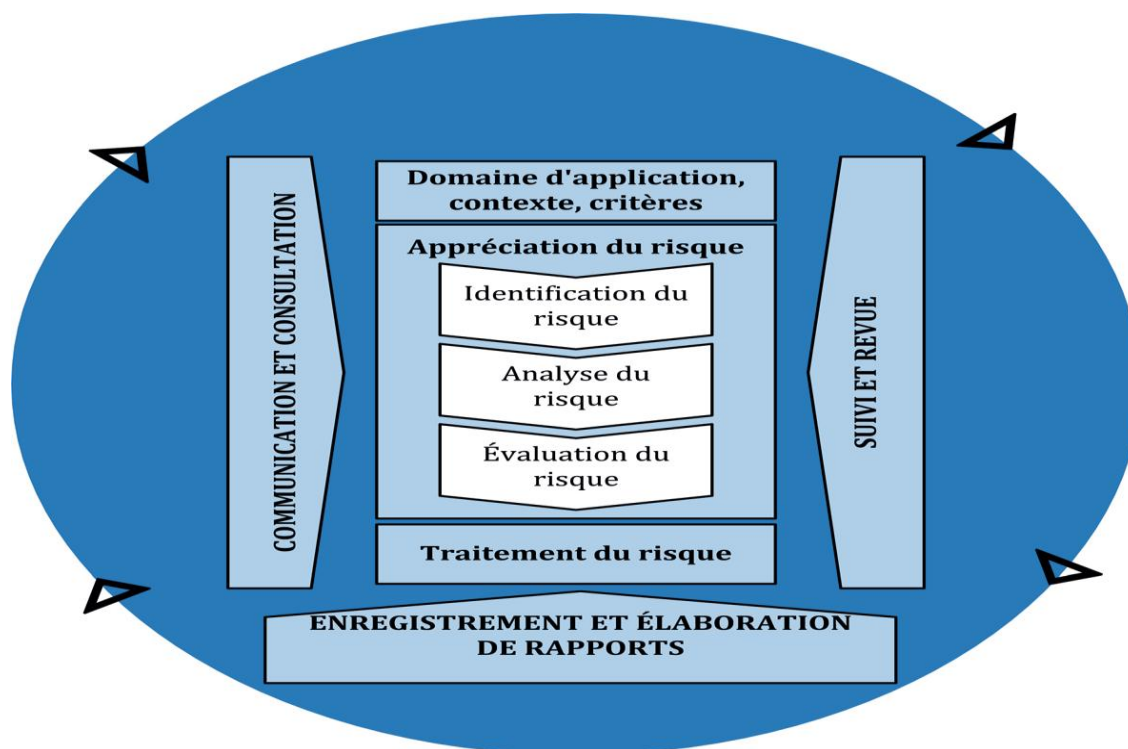 COMMUNICATION ET CONSULTATION
Domaine d'application,
contexte, critères
Appréciation du risque
Identification du
risque
Analyse du
risque
Évaluation du
risque
Traitement du risque
SUIVI ET REVUE
ENREGISTREMENT ET ÉLABORATION
DE RAPPORTS